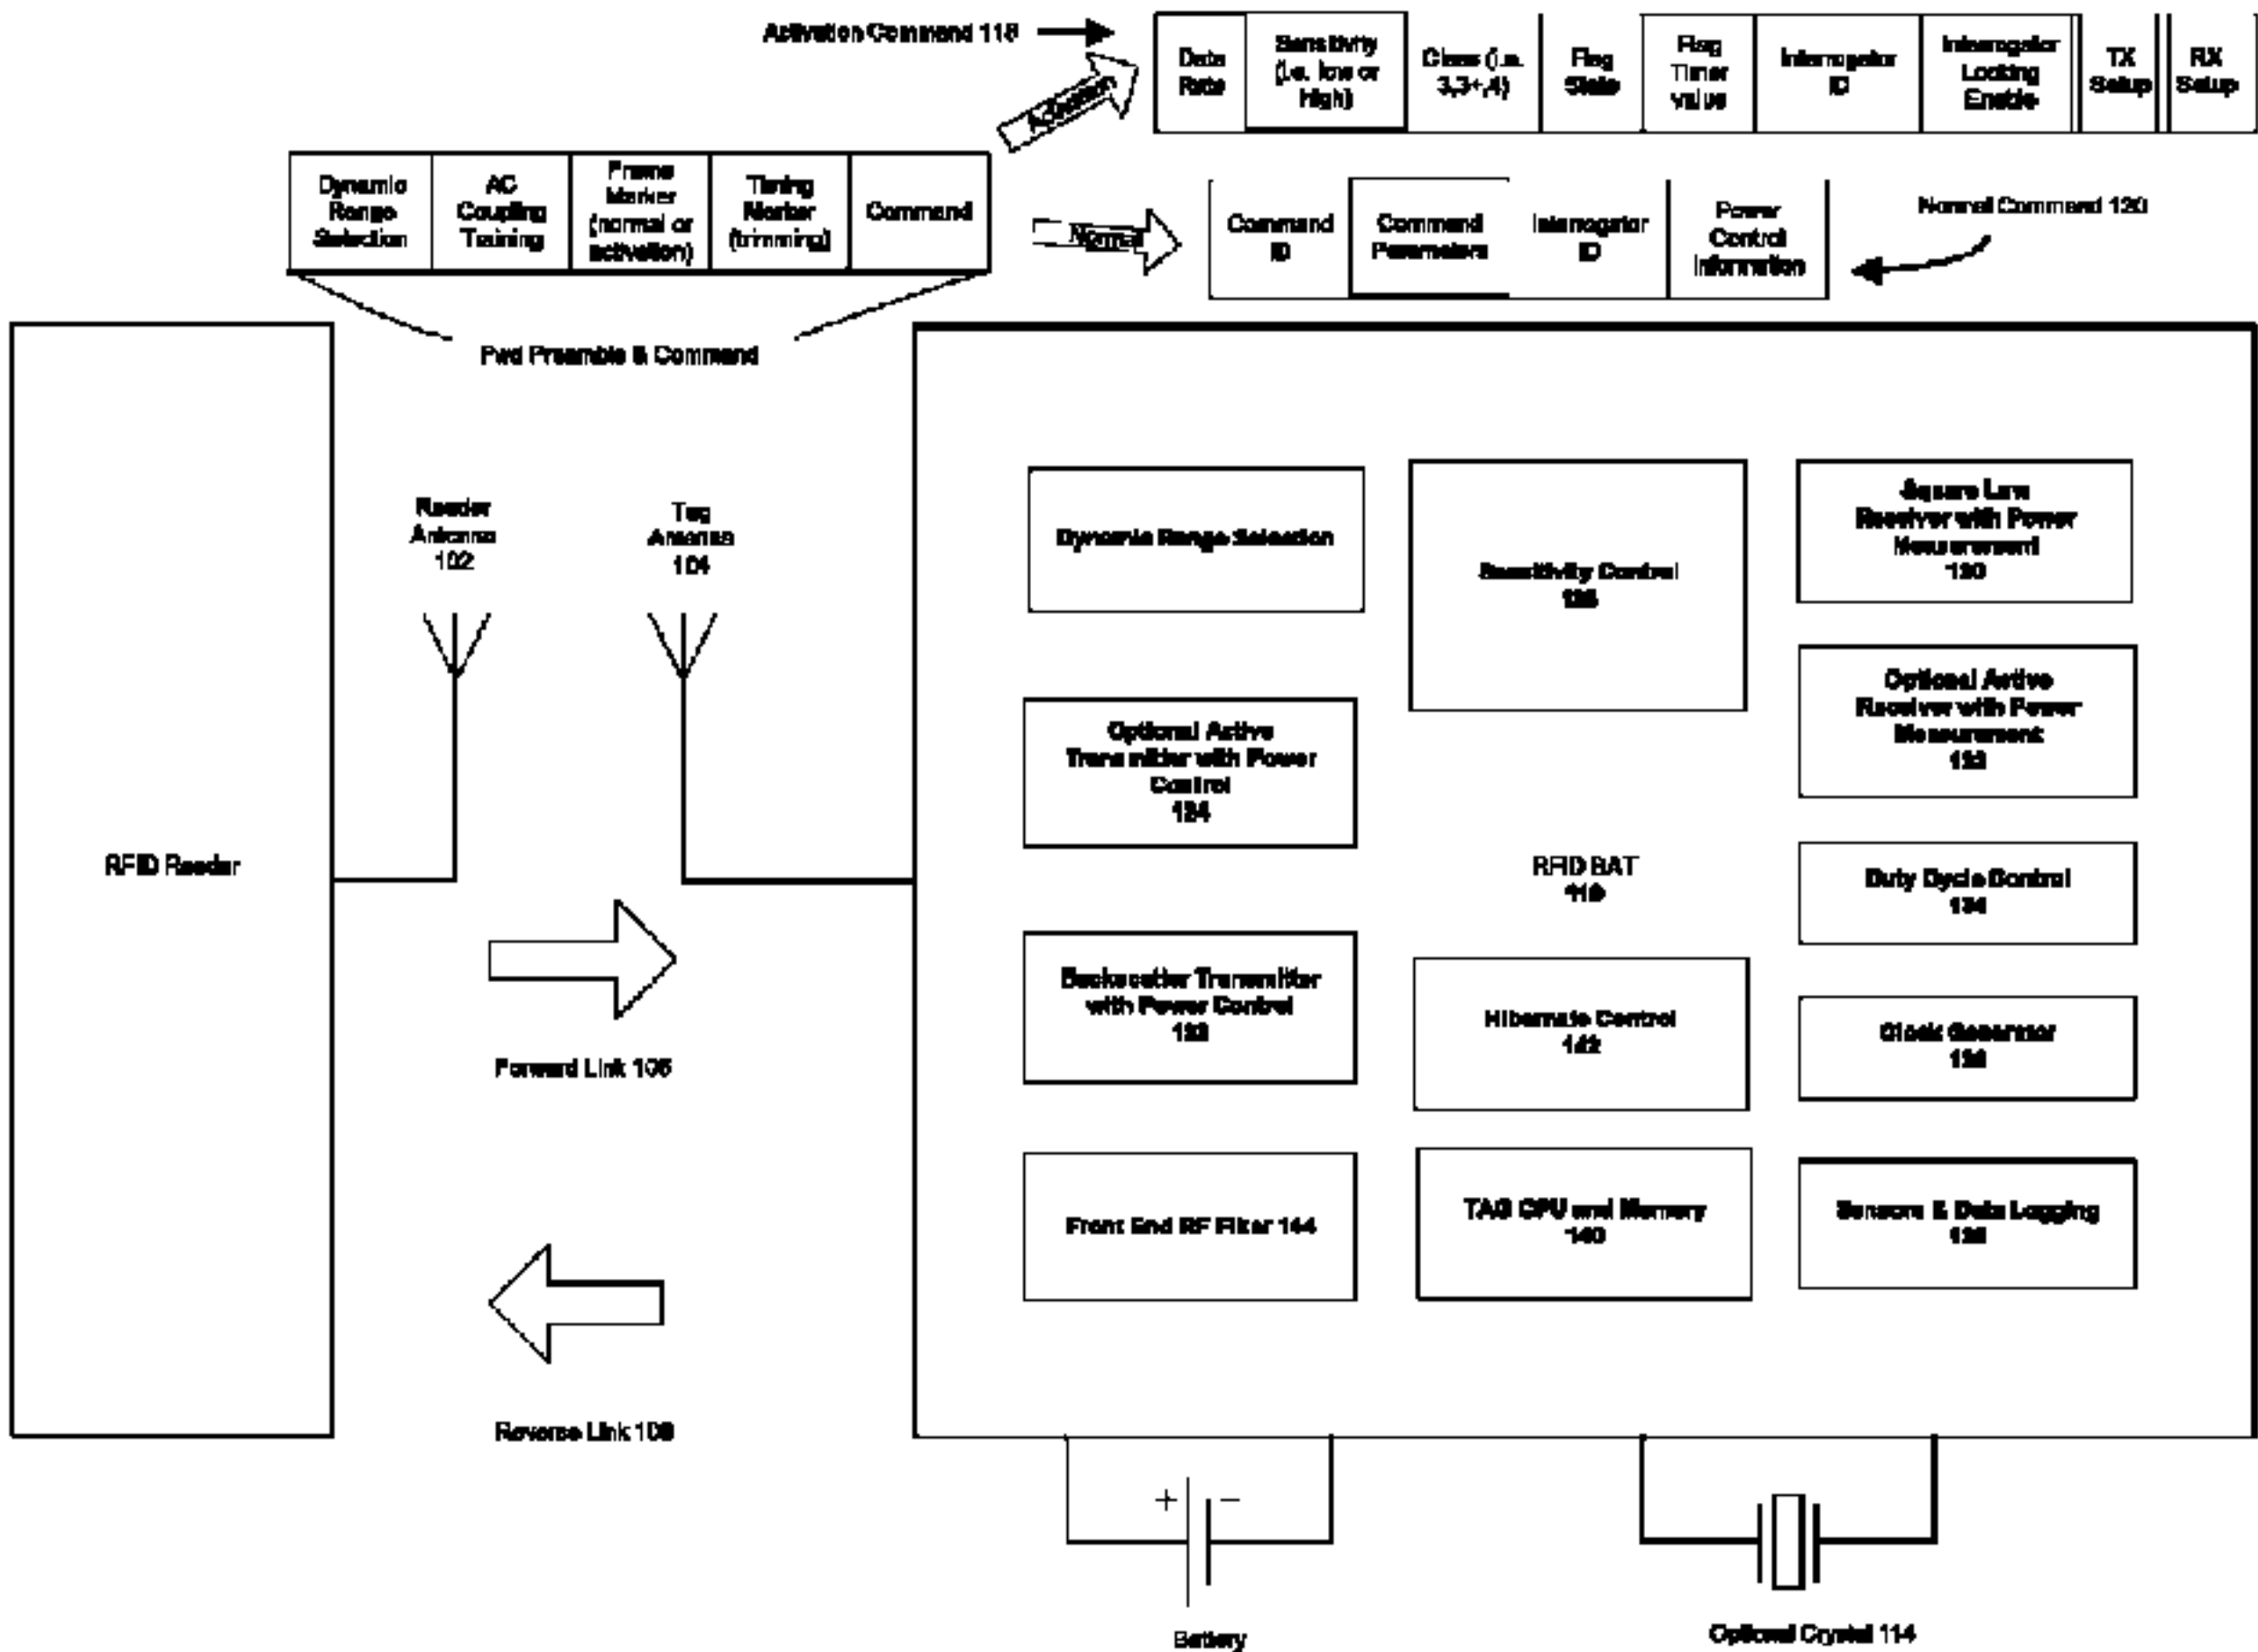 Activation Command 118
Data
Rate
Sensitivity
(i.e. low or
high)
Class (i.e.
3,3+,4)
Flag
State
Flag
Timer
value
Interrogator
ID
Interrogator
Locking
Enable
TX
Setup
RX
Setup
Activation
Dynamic
Range
Selection
AC
Coupling
Training
Frame
Marker
(normal or
activation)
Timing
Marker
(trimming)
Command
Normal
Command
ID
Command
Parameters
Interrogator
ID
Power
Control
Information
Normal Command 120
Fwd Preamble & Command
Reader
Antenna
102
Tag
Antenna
104
RFID Reader
Forward Link 106
Reverse Link 108
Dynamic Range Selection
Sensitivity Control
Square Law
Receiver with Power
Measurement
130
Optional Active
Transmitter with Power
Control
Optional Active
Receiver with Power
Measurement
RFID BAT
110
Duty Cycle Control
Backscatter Transmitter
with Power Control
Hibernate Control
142
Clock Generator
Front End RF Filter 144
TAG CPU and Memory
140
Sensors & Data Logging
+
−
Battery
Optional Crystal 114